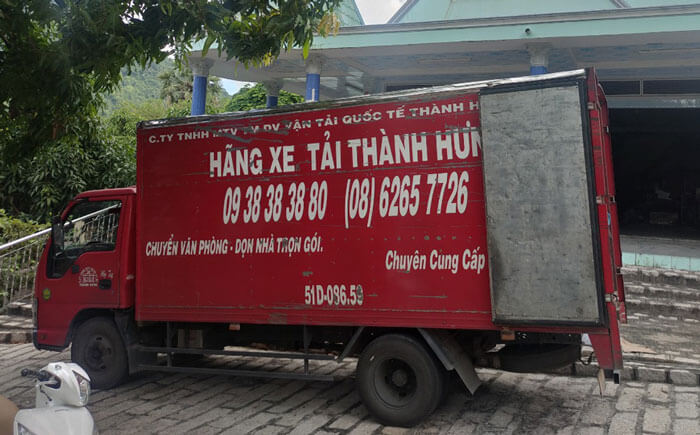 C.TY TNHH MTV TM DV VẬN TẢI QUỐC TẾ THÀNH H
HÃNG XE TẢI THÀNH HƯN
09 38 38 38 80 (08) 6265 7726
CHUYỂN VĂN PHÒNG - DỌN NHÀ TRỌN GÓI.
Chuyên Cung Cấp
51D-096.59